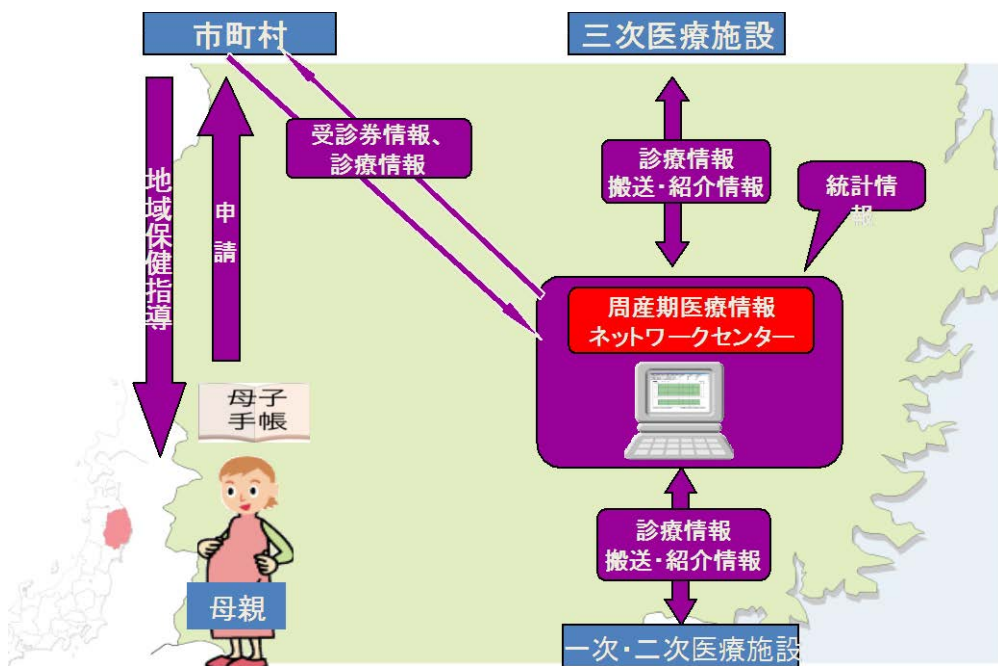 市町村
三次医療施設
受診券情報、
診療情報
診療情報
搬送・紹介情報
統計情
報
地域保健指導
申請
周産期医療情報
ネットワークセンター
母子
手帳
診療情報
搬送・紹介情報
母親
一次・二次医療施設